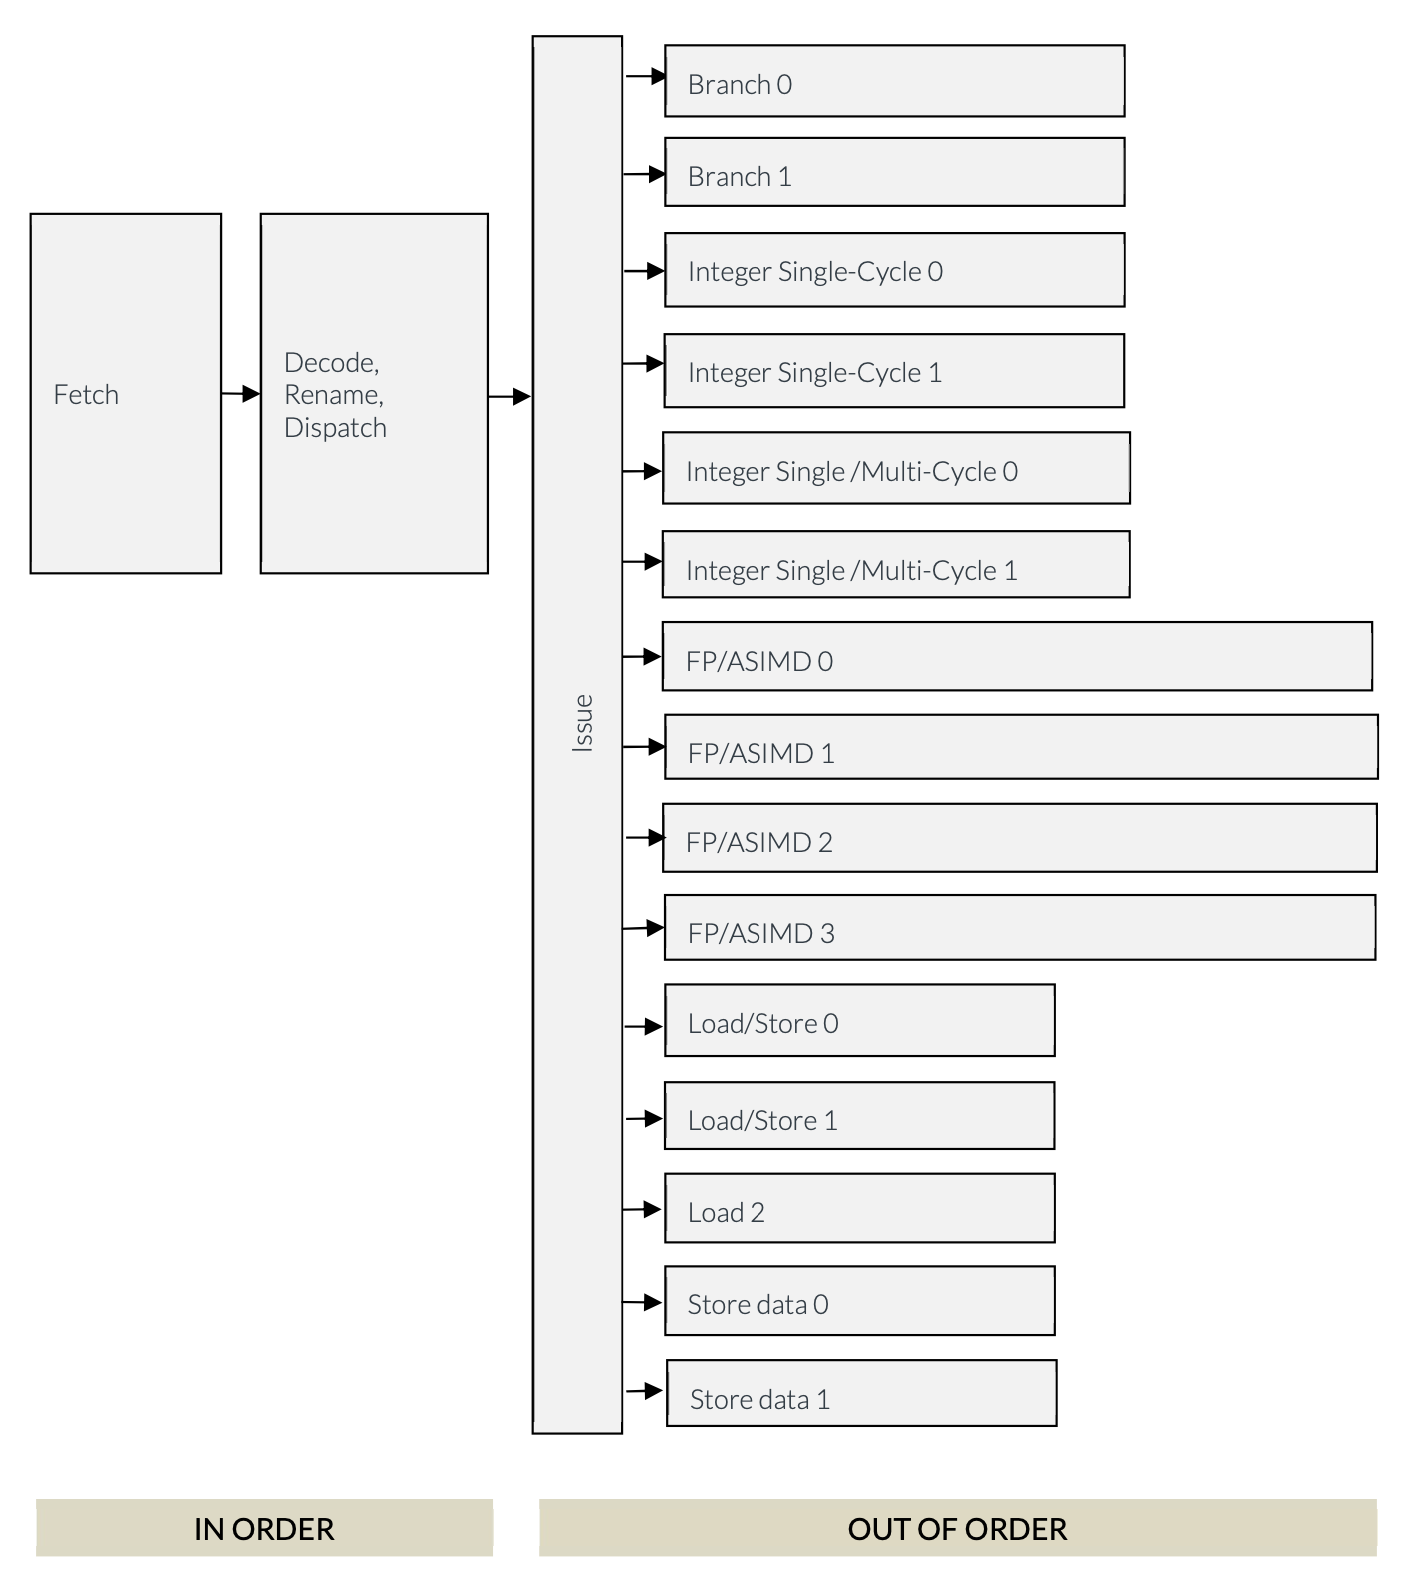 Fetch
Decode,
Rename,
Dispatch
Issue
Branch 0
Branch 1
Integer Single-Cycle 0
Integer Single-Cycle 1
Integer Single /Multi-Cycle 0
Integer Single /Multi-Cycle 1
FP/ASIMD 0
FP/ASIMD 1
FP/ASIMD 2
FP/ASIMD 3
Load/Store 0
Load/Store 1
Load 2
Store data 0
Store data 1
IN ORDER
OUT OF ORDER